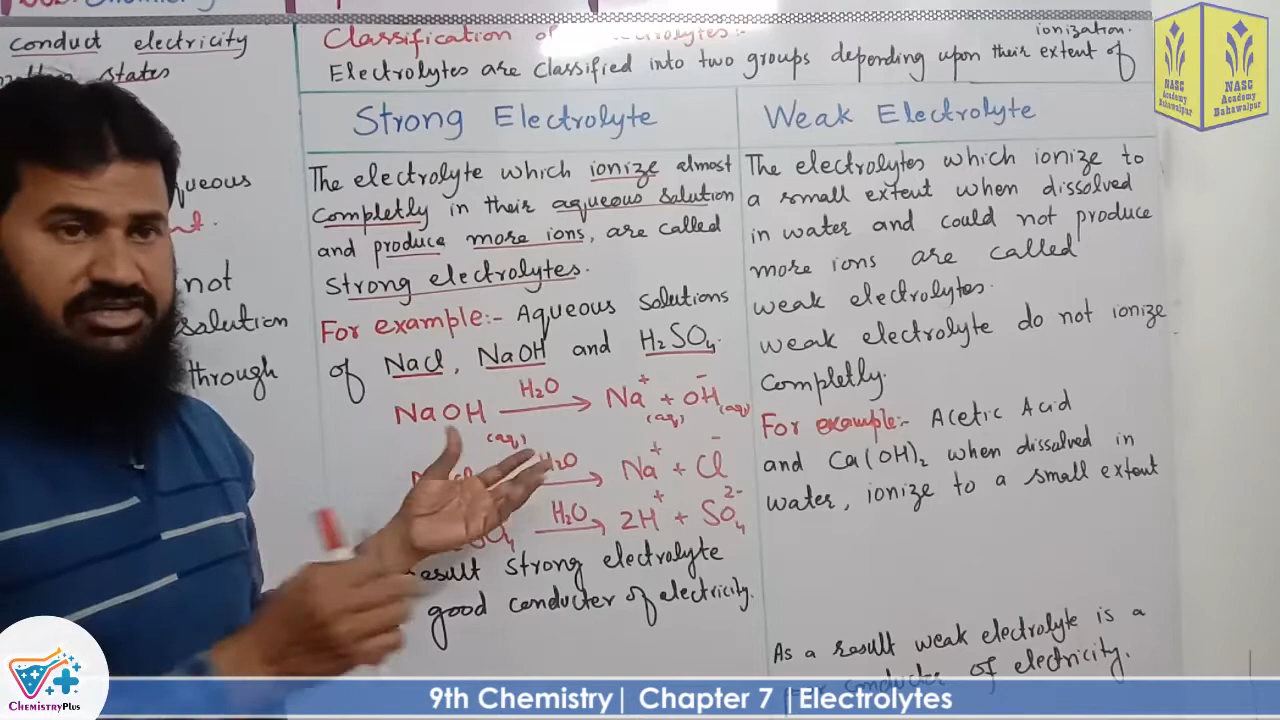 conduct electricity
states
queous
not
solution
through
Classification of
ionization.
Electrolytes are classified into two groups depending upon their extent of
Strong Electrolyte
The electrolyte which ionize almost
completly in their aqueous solution
and produce more ions, are called
strong electrolytes.
For example:- Aqueous solutions
of Nacl, NaOH and H₂SO₄.
NaOH (aq) —H₂O→ Na⁺ (aq) + OH⁻ (aq)
H₂O→ Na⁺ + Cl⁻
H₂O→ 2H⁺ + SO₄²⁻
result strong electrolyte
good conducter of electricity.
Weak Electrolyte
The electrolytes which ionize to
a small extent when dissolved
in water and could not produce
more ions are called
weak electrolytes.
weak electrolyte do not ionize
completly.
For example:- Acetic Acid
and Ca(OH)₂ when dissolved in
water, ionize to a small extent
As a result weak electrolyte is a
conducter of electricity.
NASC
Academy
Bahawalpur
NASC
Academy
Bahawalpur
ChemistryPlus
9th Chemistry| Chapter 7 |Electrolytes